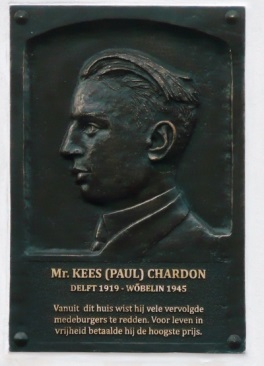 Mr. KEES (PAUL) CHARDON
DELFT 1919 - WÖBELIN 1945
Vanuit dit huis wist hij vele vervolgde
medeburgers te redden. Voor leven in
vrijheid betaalde hij de hoogste prijs.